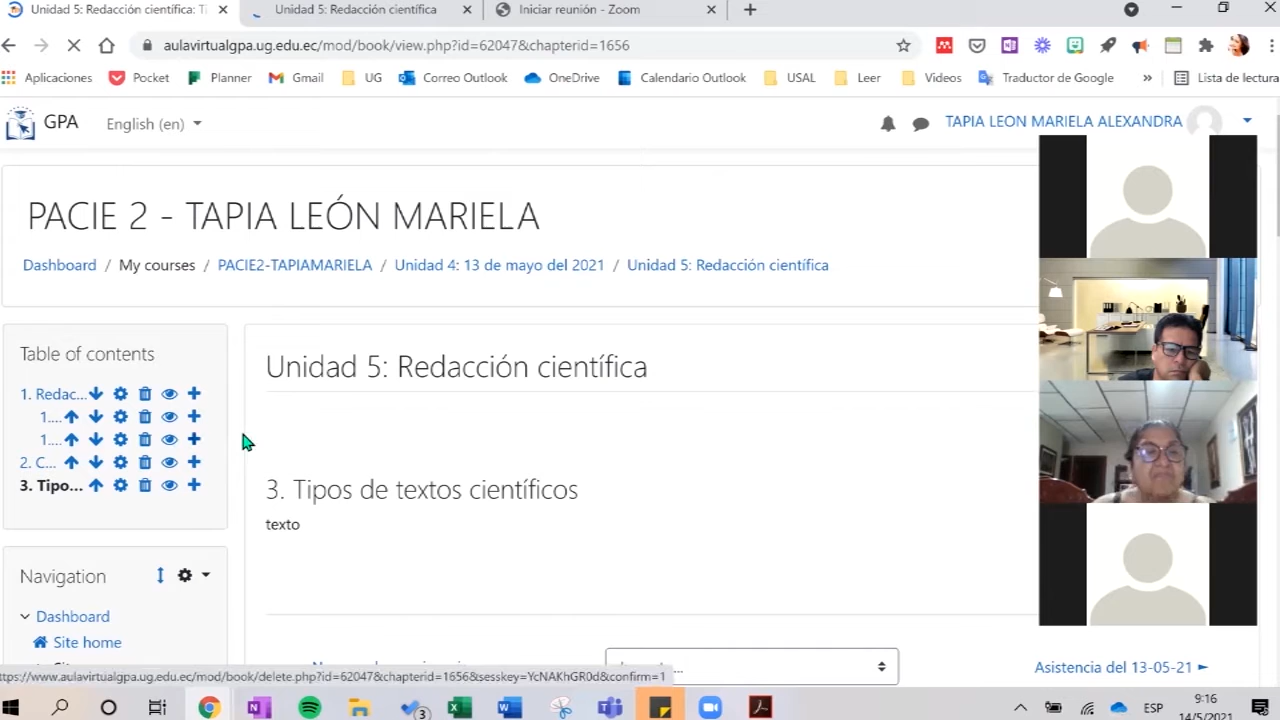 Unidad 5: Redacción científica: Ti
Unidad 5: Redacción científica
Iniciar reunión - Zoom
aulavirtualgpa.ug.edu.ec/mod/book/view.php?id=62047&chapterid=1656
Aplicaciones
Pocket
Planner
Gmail
UG
Correo Outlook
OneDrive
Calendario Outlook
USAL
Leer
Videos
Traductor de Google
»
Lista de lectura
GPA
English (en)
TAPIA LEON MARIELA ALEXANDRA
PACIE 2 - TAPIA LEÓN MARIELA
Dashboard / My courses / PACIE2-TAPIAMARIELA / Unidad 4: 13 de mayo del 2021 / Unidad 5: Redacción científica
Table of contents
1. Redac...
1....
1....
2. C...
3. Tipo...
Unidad 5: Redacción científica
3. Tipos de textos científicos
texto
Navigation
Dashboard
Site home
Asistencia del 13-05-21
ttps://www.aulavirtualgpa.ug.edu.ec/mod/book/delete.php?id=62047&chapterid=1656&sesskey=YcNAKhGR0d&confirm=1
3
ESP
9:16
14/5/2021